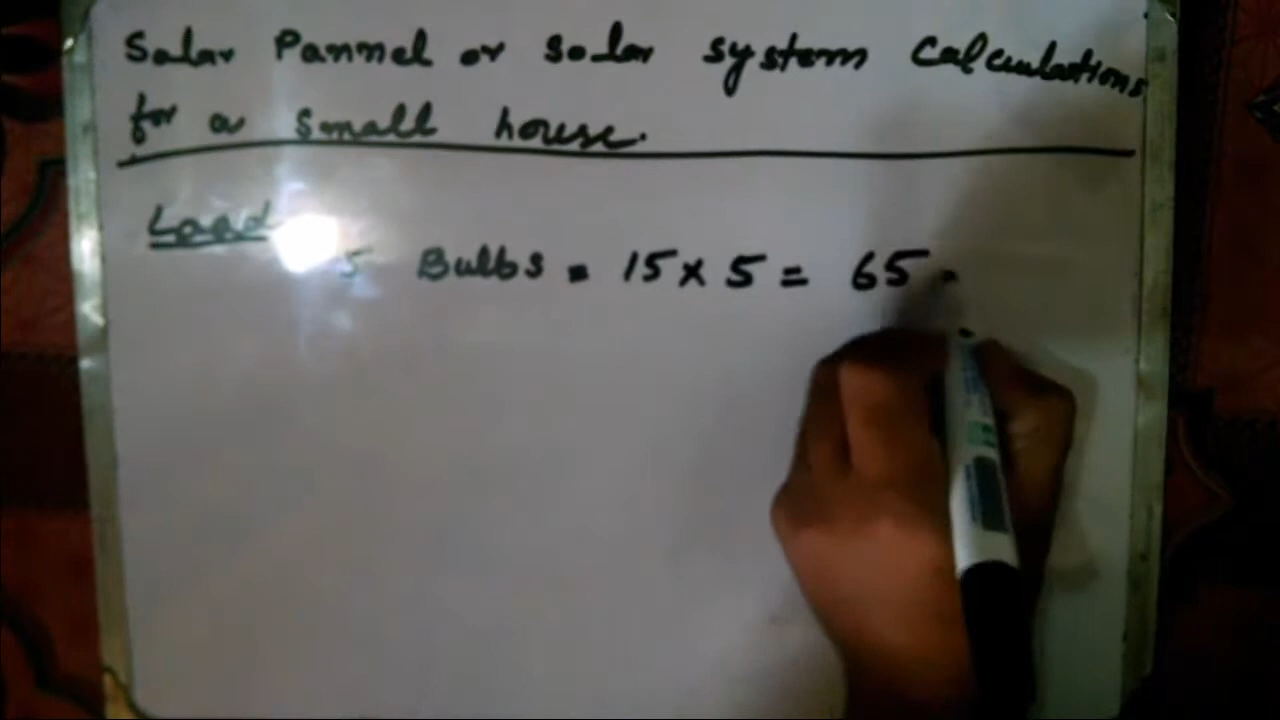 Solar Pannel or solar system Calculations
for a small house.
Load
5 Bulbs = 15 x 5 = 65